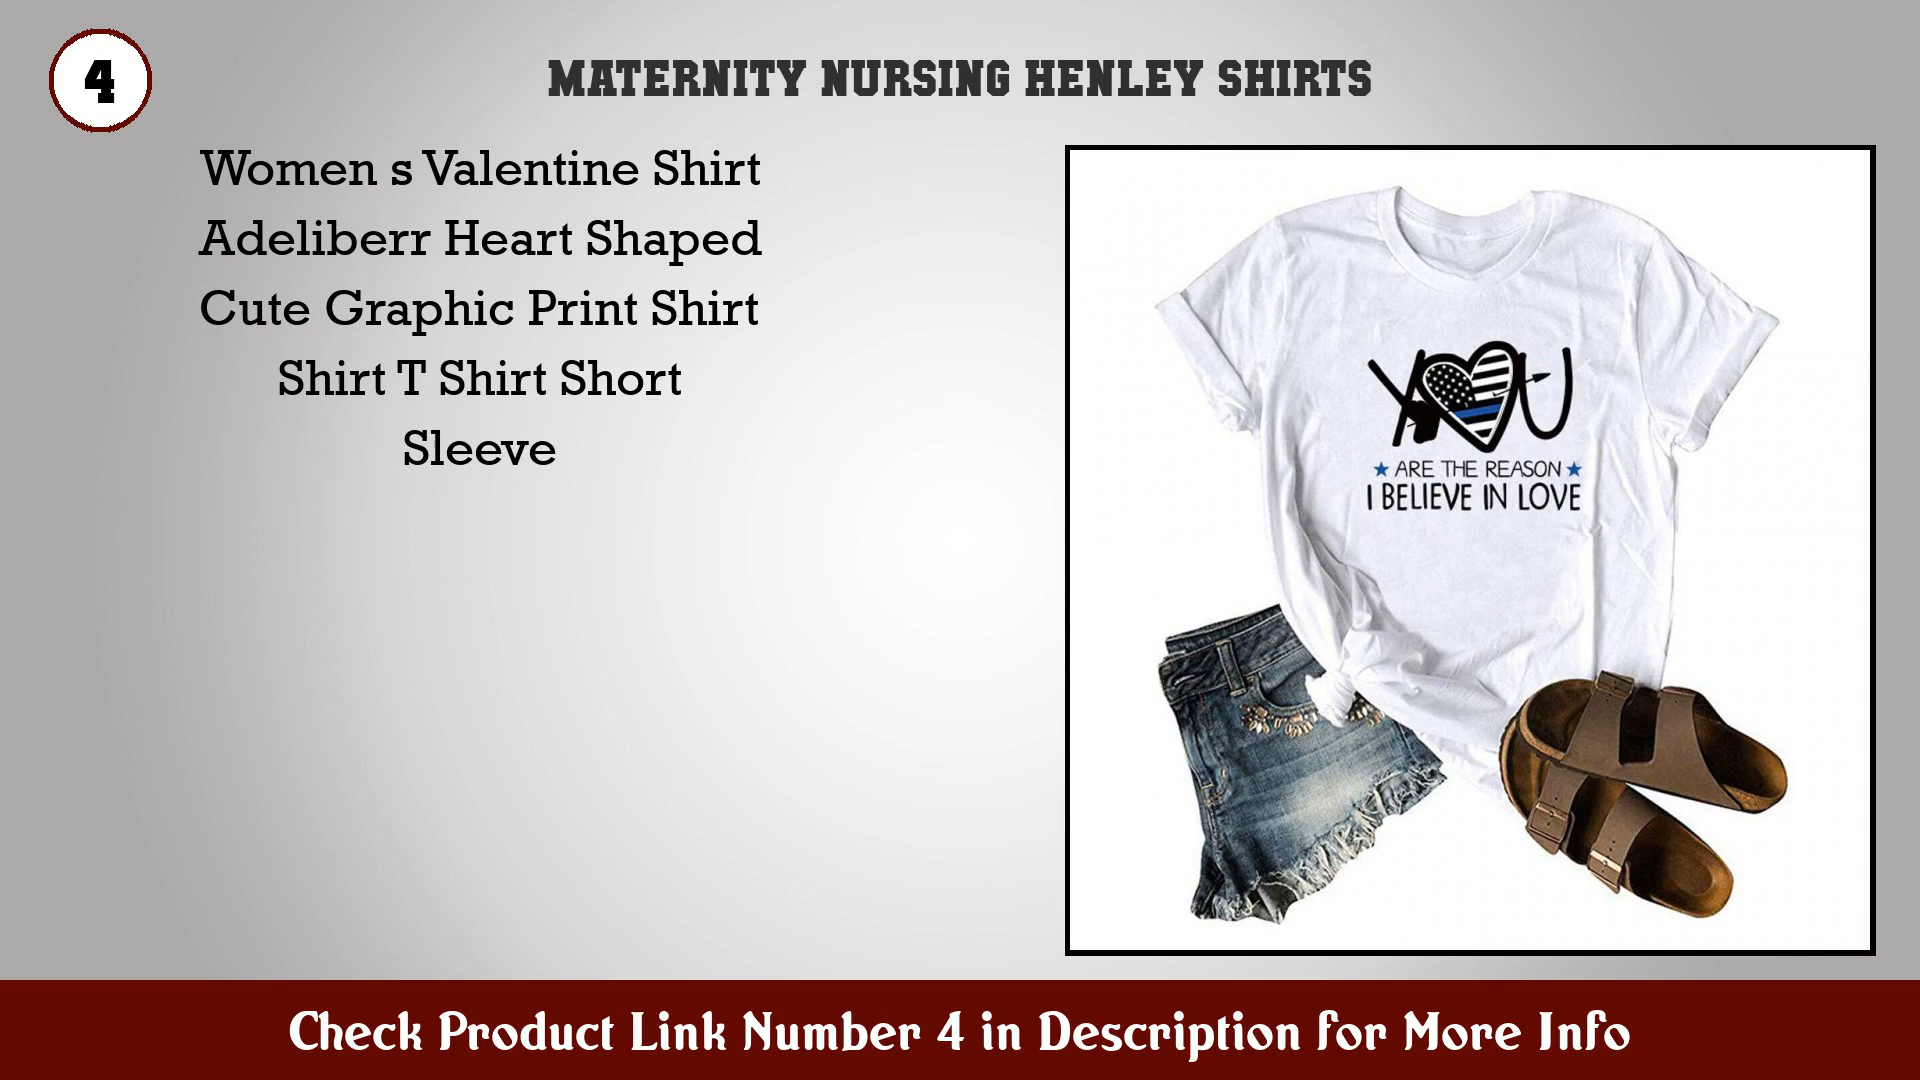 4
MATERNITY NURSING HENLEY SHIRTS
Women s Valentine Shirt
Adeliberr Heart Shaped
Cute Graphic Print Shirt
Shirt T Shirt Short
Sleeve
YOU
ARE THE REASON
I BELIEVE IN LOVE
Check Product Link Number 4 in Description for More Info